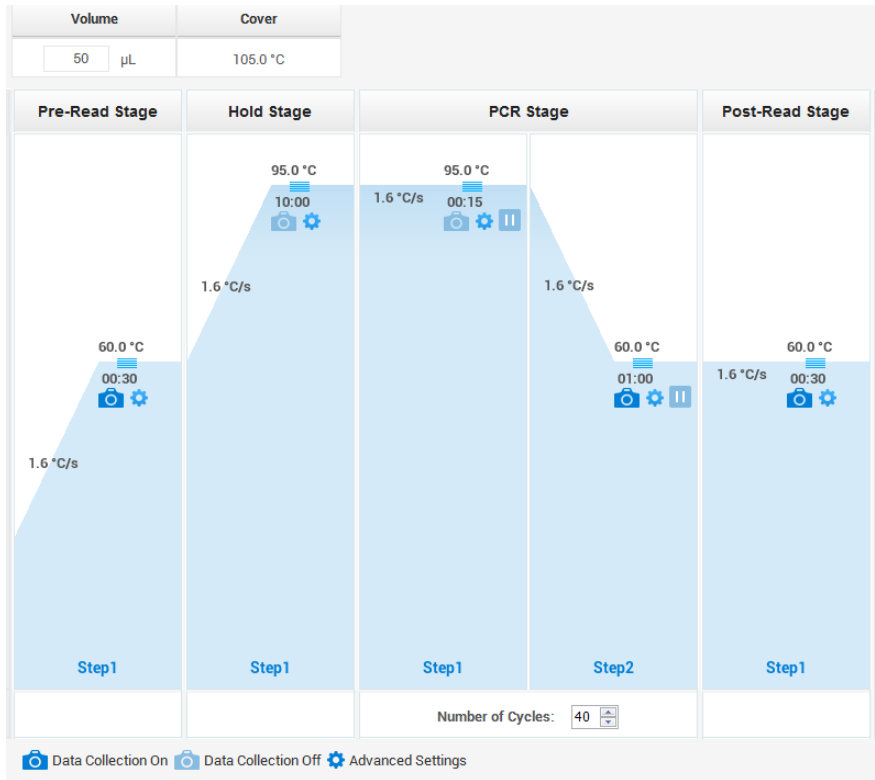 Volume Cover
50 µL 105.0 °C
Pre-Read Stage Hold Stage PCR Stage Post-Read Stage
95.0 °C 95.0 °C
1.6 °C/s
10:00 00:15
1.6 °C/s 1.6 °C/s
60.0 °C 60.0 °C 60.0 °C
1.6 °C/s
00:30 01:00 00:30
1.6 °C/s
Step1 Step1 Step1 Step2 Step1
Number of Cycles: 40
Data Collection On Data Collection Off Advanced Settings